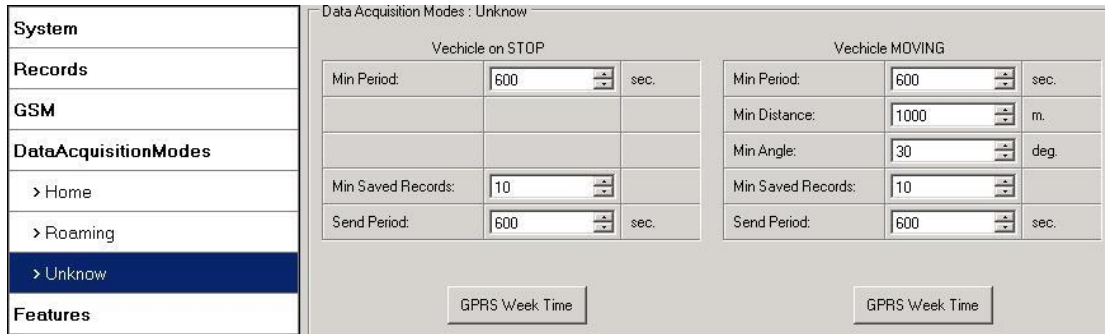 System
Records
GSM
DataAcquisitionModes
> Home
> Roaming
> Unknow
Features
Data Acquisition Modes : Unknow
Vechicle on STOP
Min Period: 600 sec.
Min Saved Records: 10
Send Period: 600 sec.
GPRS Week Time
Vechicle MOVING
Min Period: 600 sec.
Min Distance: 1000 m.
Min Angle: 30 deg.
Min Saved Records: 10
Send Period: 600 sec.
GPRS Week Time